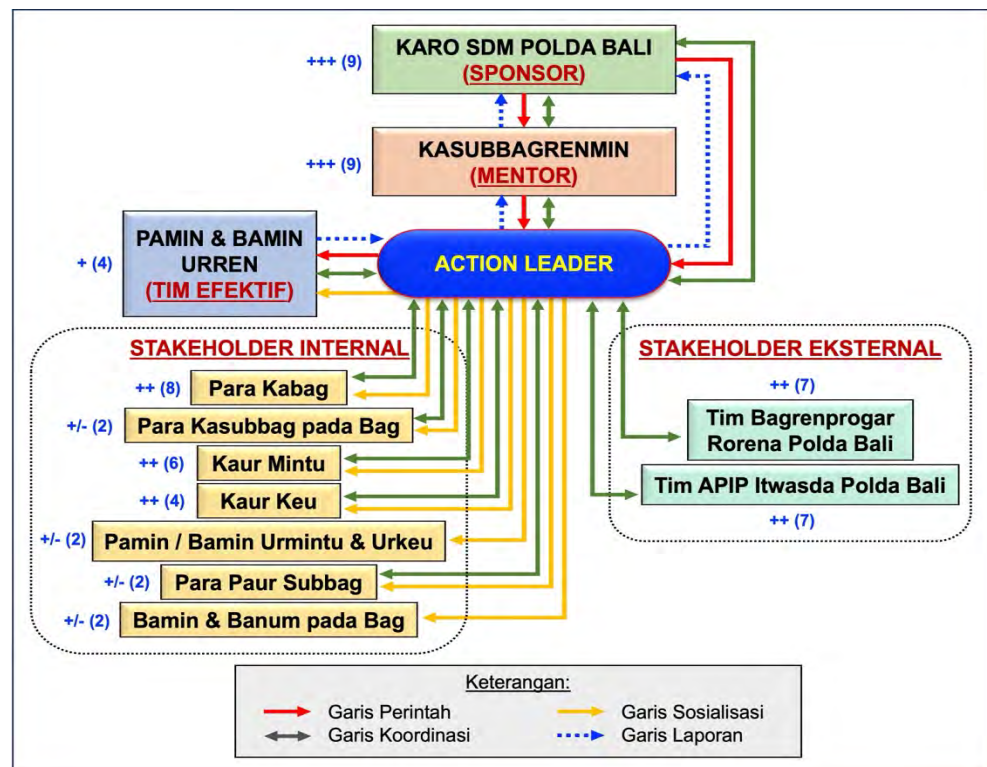 KARO SDM POLDA BALI
(SPONSOR)
+++ (9)
KASUBBAGRENMIN
(MENTOR)
+++ (9)
PAMIN & BAMIN
URREN
(TIM EFEKTIF)
+ (4)
ACTION LEADER
STAKEHOLDER INTERNAL
++ (8)
Para Kabag
+/- (2)
Para Kasubbag pada Bag
++ (6)
Kaur Mintu
++ (4)
Kaur Keu
+/- (2)
Pamin / Bamin Urmintu & Urkeu
+/- (2)
Para Paur Subbag
+/- (2)
Bamin & Banum pada Bag
STAKEHOLDER EKSTERNAL
++ (7)
Tim Bagrenprogar
Rorena Polda Bali
Tim APIP Itwasda Polda Bali
++ (7)
Keterangan:
Garis Perintah
Garis Koordinasi
Garis Sosialisasi
Garis Laporan